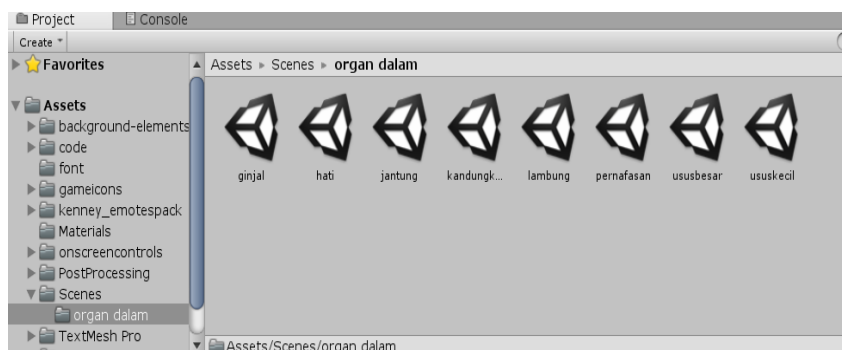 Project Console
Create
Favorites
Assets
background-elements
code
font
gameicons
kenney_emotespack
Materials
onscreencontrols
PostProcessing
Scenes
organ dalam
TextMesh Pro
Assets Scenes organ dalam
ginjal hati jantung kandungk... lambung pernafasan ususbesar ususkecil
Assets/Scenes/organ dalam